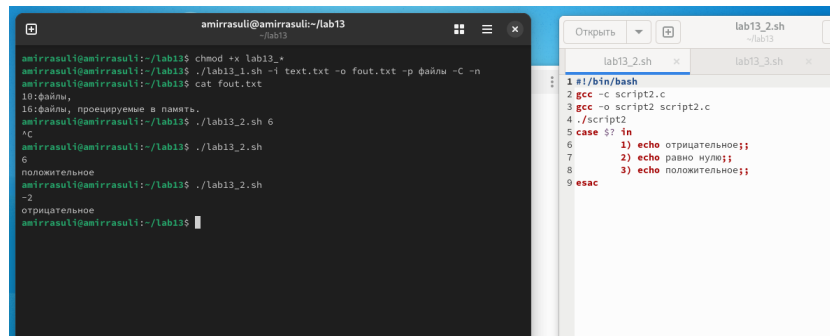 amirrasuli@amirrasuli:~/lab13
~/lab13
amirrasuli@amirrasuli:~/lab13$ chmod +x lab13_*
amirrasuli@amirrasuli:~/lab13$ ./lab13_1.sh -i text.txt -o fout.txt -p файлы -C -n
amirrasuli@amirrasuli:~/lab13$ cat fout.txt
10:файлы,
16:файлы, проецируемые в память.
amirrasuli@amirrasuli:~/lab13$ ./lab13_2.sh 6
^C
amirrasuli@amirrasuli:~/lab13$ ./lab13_2.sh
6
положительное
amirrasuli@amirrasuli:~/lab13$ ./lab13_2.sh
-2
отрицательное
amirrasuli@amirrasuli:~/lab13$
Открыть
lab13_2.sh
~/lab13
lab13_2.sh
lab13_3.sh
1 #!/bin/bash
2 gcc -c script2.c
3 gcc -o script2 script2.c
4 ./script2
5 case $? in
6 1) echo отрицательное;;
7 2) echo равно нулю;;
8 3) echo положительное;;
9 esac